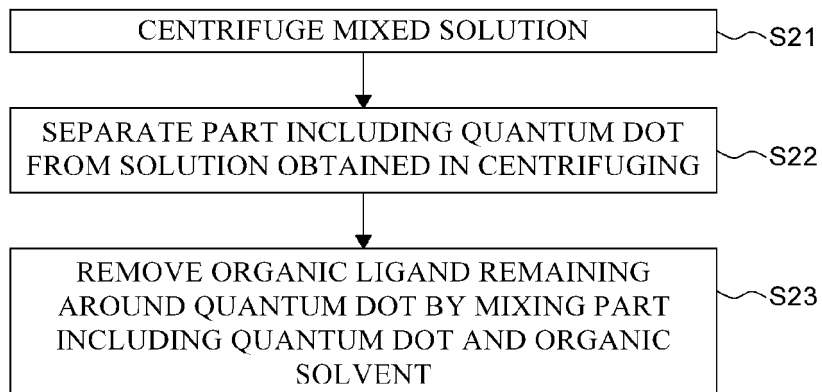 CENTRIFUGE MIXED SOLUTION
S21
SEPARATE PART INCLUDING QUANTUM DOT
FROM SOLUTION OBTAINED IN CENTRIFUGING
S22
REMOVE ORGANIC LIGAND REMAINING
AROUND QUANTUM DOT BY MIXING PART
INCLUDING QUANTUM DOT AND ORGANIC
SOLVENT
S23